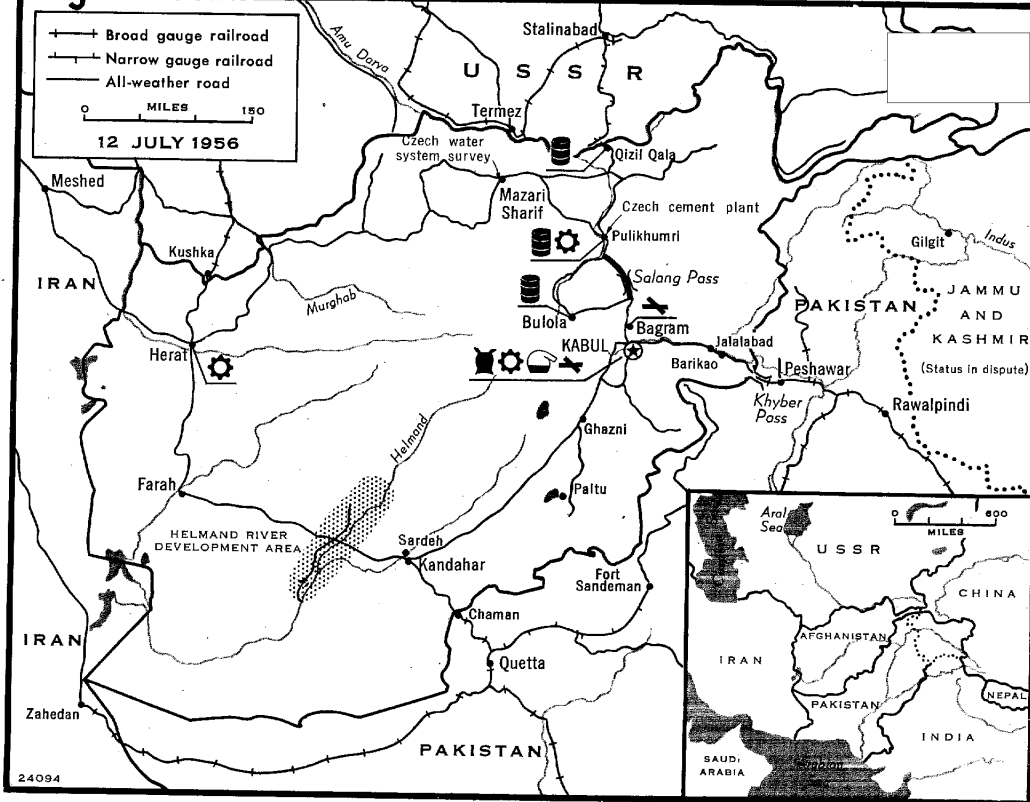 Broad gauge railroad
Narrow gauge railroad
All-weather road
0 MILES 150
12 JULY 1956
Amu Darya
Stalinabad
U S S R
Termez
Czech water
system survey
Qizil Qala
Meshed
Mazari
Sharif
Czech cement plant
Pulikhumri
Kushka
Gilgit
Indus
IRAN
Murghab
Salang Pass
PAKISTAN
JAMMU
AND
KASHMIR
(Status in dispute)
Bulola
Bagram
Herat
KABUL
Jalalabad
Barikao
Peshawar
Khyber
Pass
Rawalpindi
Helmand
Ghazni
Farah
Paltu
HELMAND RIVER
DEVELOPMENT AREA
Sardeh
Kandahar
Fort
Sandeman
Chaman
IRAN
Quetta
Zahedan
PAKISTAN
24094
Aral
Sea
0 600
MILES
USSR
CHINA
AFGHANISTAN
IRAN
NEPAL
PAKISTAN
INDIA
SAUDI
ARABIA
Arabian